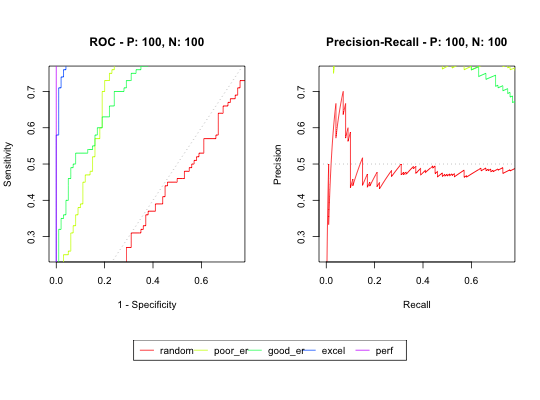 ROC - P: 100, N: 100
Precision-Recall - P: 100, N: 100
Sensitivity
0.3 0.4 0.5 0.6 0.7
0.0 0.2 0.4 0.6
1 - Specificity
Precision
0.3 0.4 0.5 0.6 0.7
0.0 0.2 0.4 0.6
Recall
random poor_er good_er excel perf